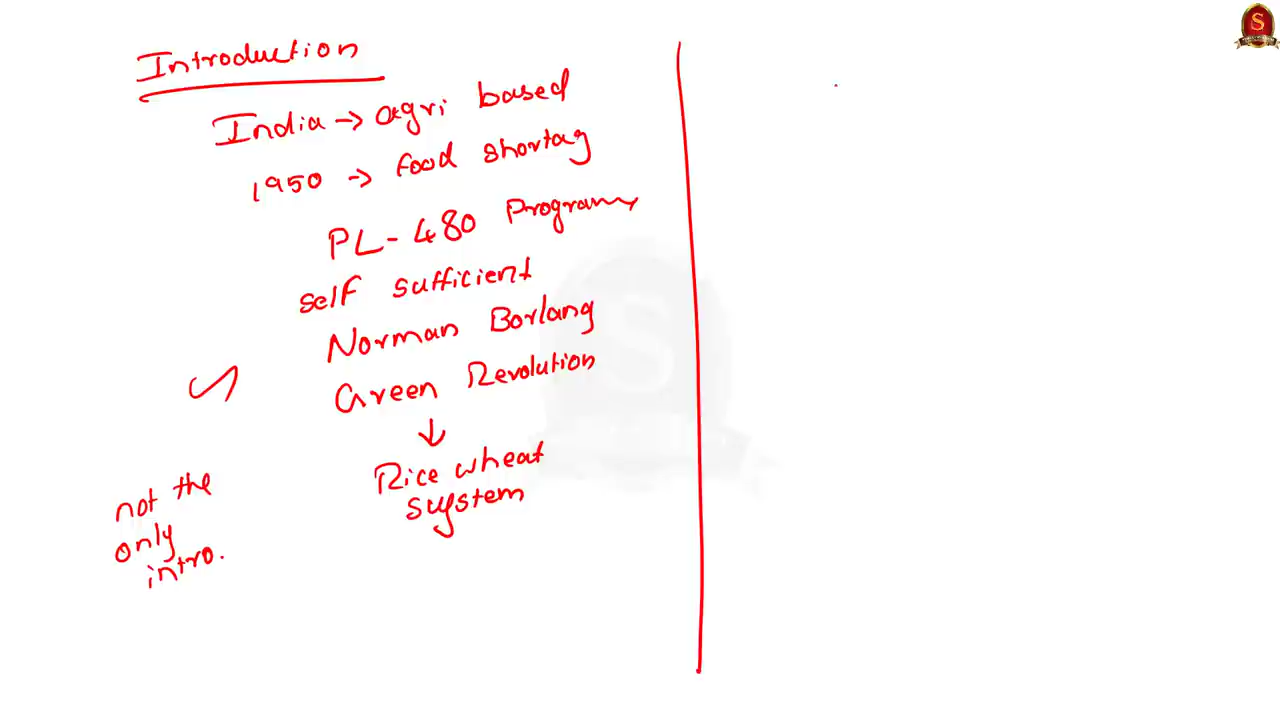 Introduction
India → agri based
1950 → food shortag
PL-480 Program
self sufficient
Norman Borlang
Green Revolution
↓
Rice wheat
system
not the
only
intro.
S